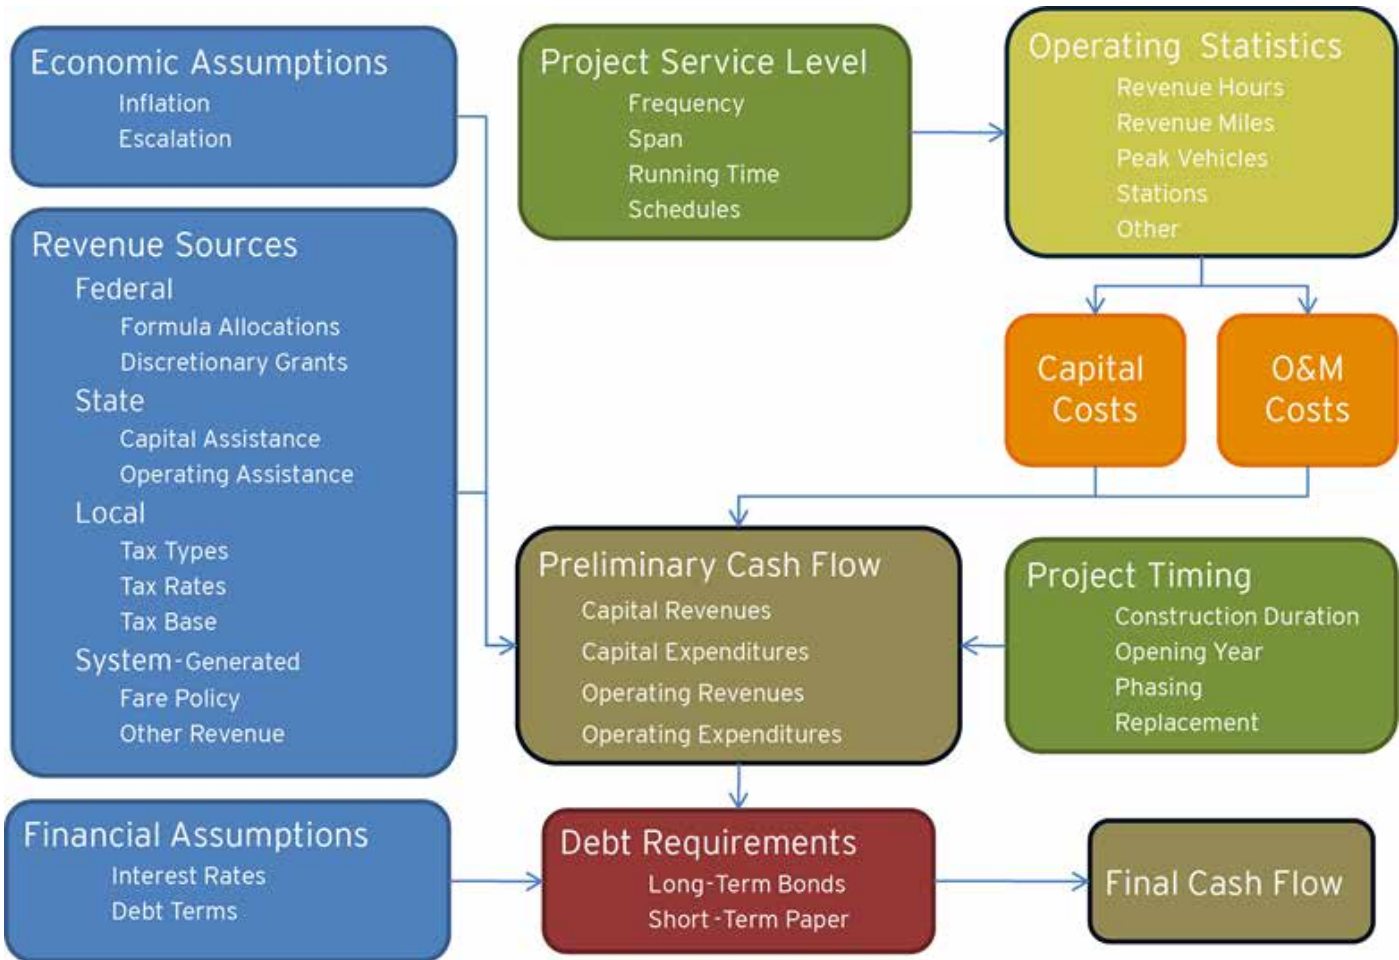 Economic Assumptions
Inflation
Escalation
Revenue Sources
Federal
Formula Allocations
Discretionary Grants
State
Capital Assistance
Operating Assistance
Local
Tax Types
Tax Rates
Tax Base
System-Generated
Fare Policy
Other Revenue
Financial Assumptions
Interest Rates
Debt Terms
Project Service Level
Frequency
Span
Running Time
Schedules
Operating Statistics
Revenue Hours
Revenue Miles
Peak Vehicles
Stations
Other
Capital
Costs
O&M
Costs
Preliminary Cash Flow
Capital Revenues
Capital Expenditures
Operating Revenues
Operating Expenditures
Project Timing
Construction Duration
Opening Year
Phasing
Replacement
Debt Requirements
Long-Term Bonds
Short-Term Paper
Final Cash Flow